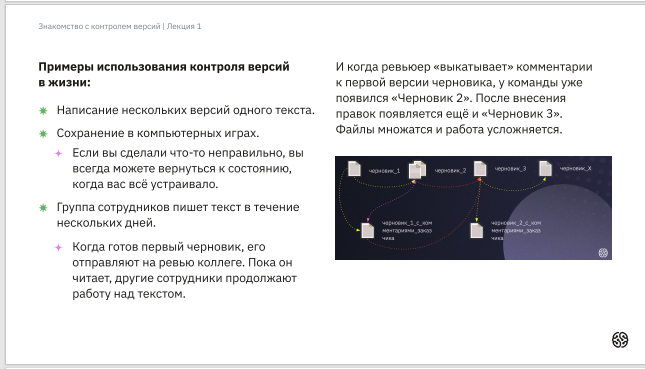 Знакомство с контролем версий | Лекция 1
Примеры использования контроля версий
в жизни:
Написание нескольких версий одного текста.
Сохранение в компьютерных играх.
Если вы сделали что-то неправильно, вы
всегда можете вернуться к состоянию,
когда вас всё устраивало.
Группа сотрудников пишет текст в течение
нескольких дней.
Когда готов первый черновик, его
отправляют на ревью коллеге. Пока он
читает, другие сотрудники продолжают
работу над текстом.
И когда ревьюер «выкатывает» комментарии
к первой версии черновика, у команды уже
появился «Черновик 2». После внесения
правок появляется ещё и «Черновик 3».
Файлы множатся и работа усложняется.
черновик_1
черновик_2
черновик_3
черновик_X
черновик_1_с_ком
ментариями_заказ
чика
черновик_2_с_ком
ментариями_заказ
чика